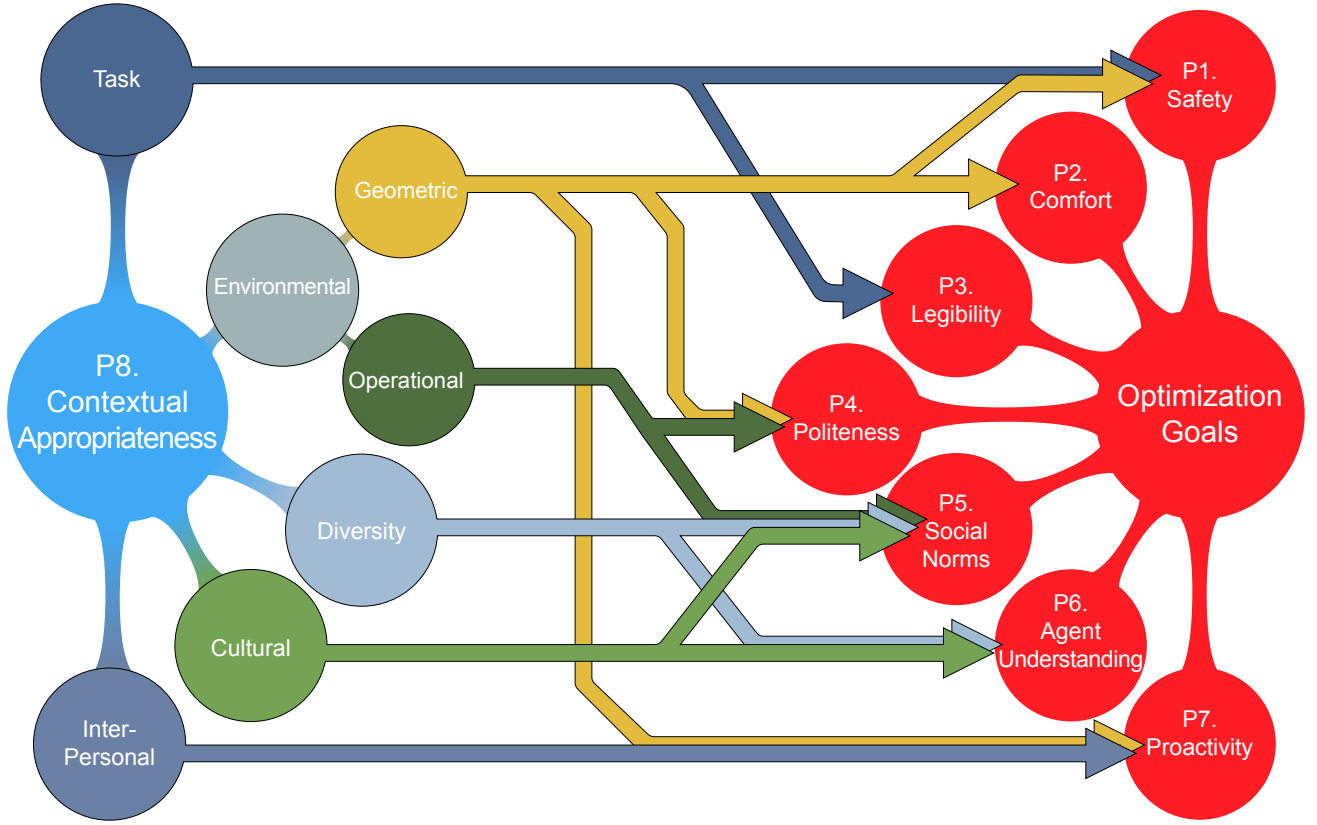 Task
Geometric
Environmental
P8.
Contextual
Appropriateness
Operational
Diversity
Cultural
Inter-
Personal
P1.
Safety
P2.
Comfort
P3.
Legibility
P4.
Politeness
P5.
Social
Norms
P6.
Agent
Understanding
P7.
Proactivity
Optimization
Goals